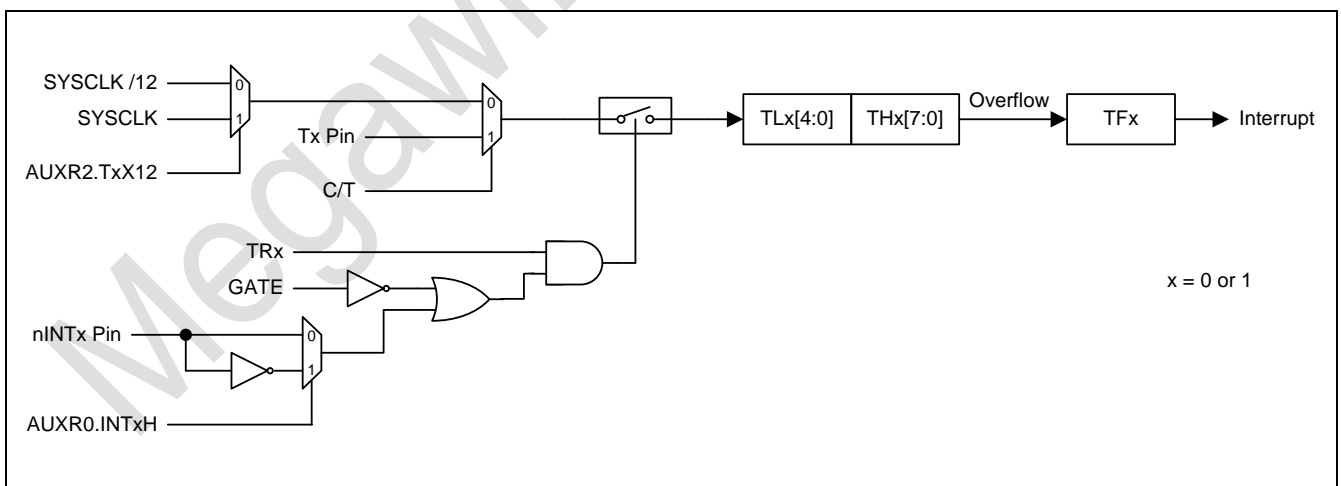 SYSCLK /12
0
SYSCLK
1
AUXR2.TxX12
Tx Pin
0
1
C/T
TLx[4:0] THx[7:0] Overflow TFx Interrupt
TRx
GATE
x = 0 or 1
nINTx Pin
0
1
AUXR0.INTxH